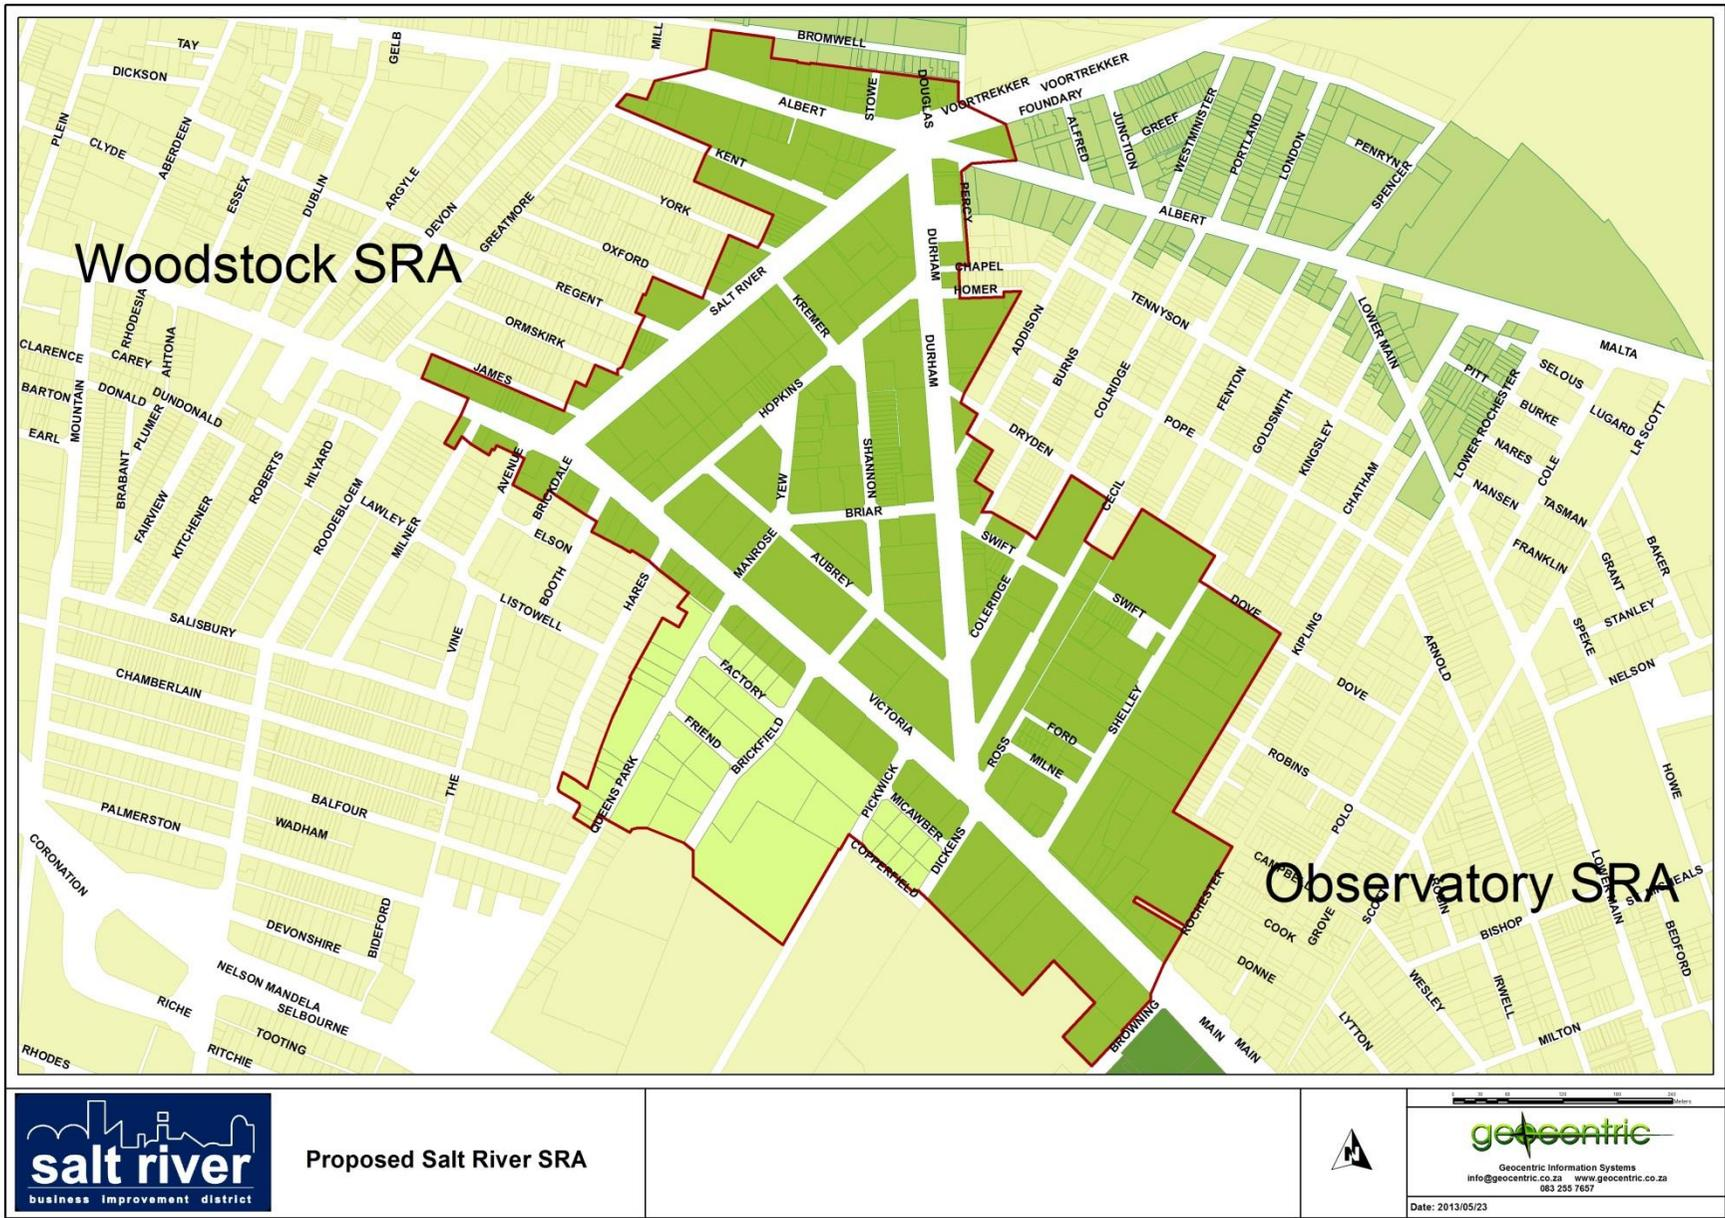 BROMWELL
TAY
GELB
MILL
DICKSON
STOWE
DOUGLAS
VOORTREKKER
VOORTREKKER
FOUNDARY
ALBERT
PLEIN
CLYDE
ABERDEEN
ALFRED
JUNCTION
GREEF
WESTMINISTER
PORTLAND
LONDON
PENRYN
SPENCER
KENT
ESSEX
DUBLIN
ARGYLE
DEVON
GREATMORE
YORK
PERCY
ALBERT
Woodstock SRA
OXFORD
REGENT
DURHAM
CHAPEL
HOMER
SALT RIVER
KREMER
ADDISON
TENNYSON
LOWER MAIN
RHODESIA
AHTONA
ORMSKIRK
CLARENCE
CAREY
JAMES
DURHAM
BURNS
COLRIDGE
FENTON
MALTA
PITT
SELOUS
BARTON
MOUNTAIN
DONALD
DUNDONALD
PLUMER
HOPKINS
POPE
GOLDSMITH
KINGSLEY
LOWER ROCHESTER
BURKE
LUGARD
LR SCOTT
EARL
BRABANT
FAIRVIEW
KITCHENER
ROBERTS
HILYARD
ROODEBLOEM
LAWLEY
MILNER
AVENUE
BRICKDALE
YEW
SHANNON
DRYDEN
CECIL
CHATHAM
NARES
COLE
NANSEN
TASMAN
BRIAR
ELSON
MANROSE
AUBREY
SWIFT
FRANKLIN
GRANT
BAKER
BOOTH
HARES
LISTOWELL
COLERIDGE
SWIFT
DOVE
KIPLING
STANLEY
SPEKE
SALISBURY
VINE
ARNOLD
NELSON
CHAMBERLAIN
FACTORY
FRIEND
BRICKFIELD
VICTORIA
SHELLEY
DOVE
FORD
ROSS
MILNE
ROBINS
HOWE
THE
QUEENS PARK
PICKWICK
MICAWBER
DICKENS
COPPERFIELD
POLO
PALMERSTON
BALFOUR
WADHAM
CORONATION
CAMPBELL
Observatory SRA
ROCHESTER
LOWER MAIN
COOK
GROVE
BISHOP
BEDFORD
DEVONSHIRE
BIDEFORD
DONNE
WESLEY
IRWELL
NELSON MANDELA
SELBOURNE
RICHE
TOOTING
RITCHIE
RHODES
BROWNING
MAIN
MAIN
LYTTON
MILTON
salt river
business improvement district
Proposed Salt River SRA
N
Meters
geocentric
Geocentric Information Systems
info@geocentric.co.za www.geocentric.co.za
083 255 7657
Date: 2013/05/23